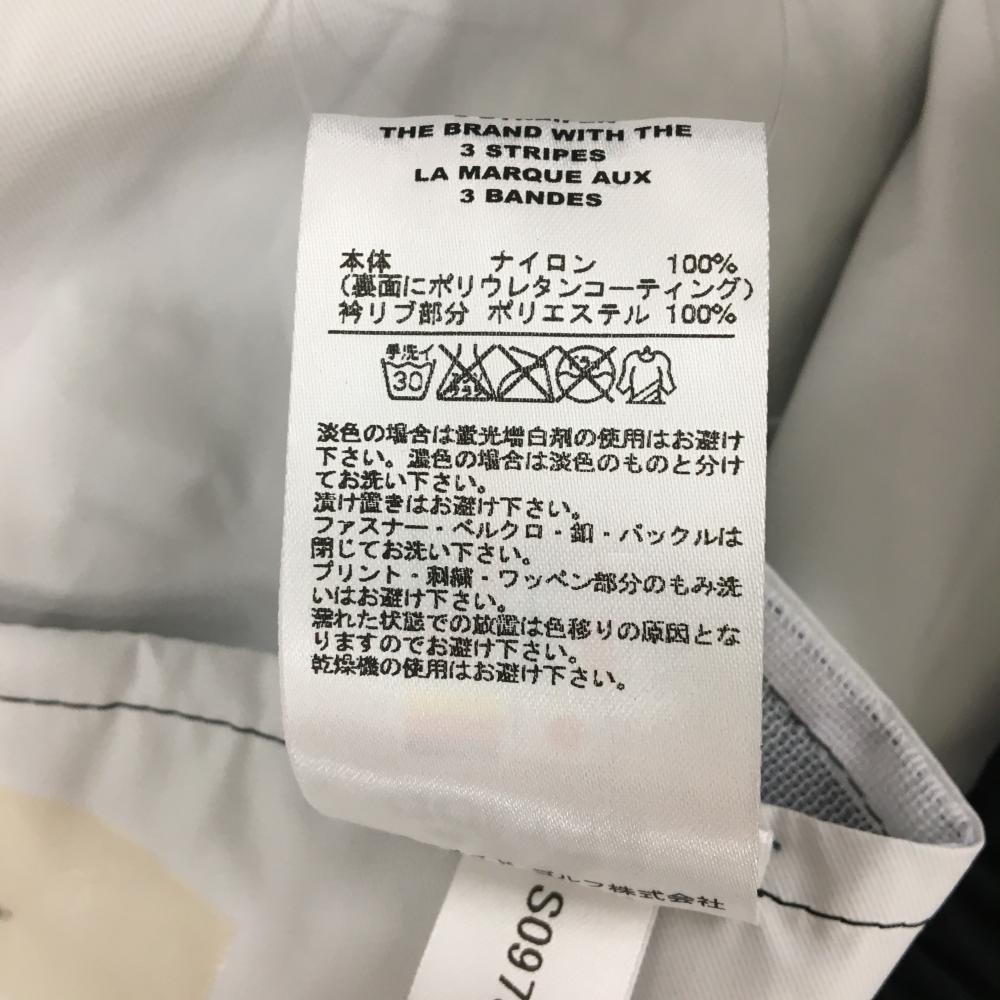 THE BRAND WITH THE
3 STRIPES
LA MARQUE AUX
3 BANDES
本体 ナイロン 100%
(裏面にポリウレタンコーティング)
衿リブ部分 ポリエステル 100%
手洗イ
30
淡色の場合は蛍光増白剤の使用はお避け
下さい。濃色の場合は淡色のものと分け
てお洗い下さい。
漬け置きはお避け下さい。
ファスナー・ベルクロ・釦・バックルは
閉じてお洗い下さい。
プリント・刺繍・ワッペン部分のもみ洗
いはお避け下さい。
濡れた状態での放置は色移りの原因とな
りますのでお避け下さい。
乾燥機の使用はお避け下さい。
ゴルフ株式会社
S097